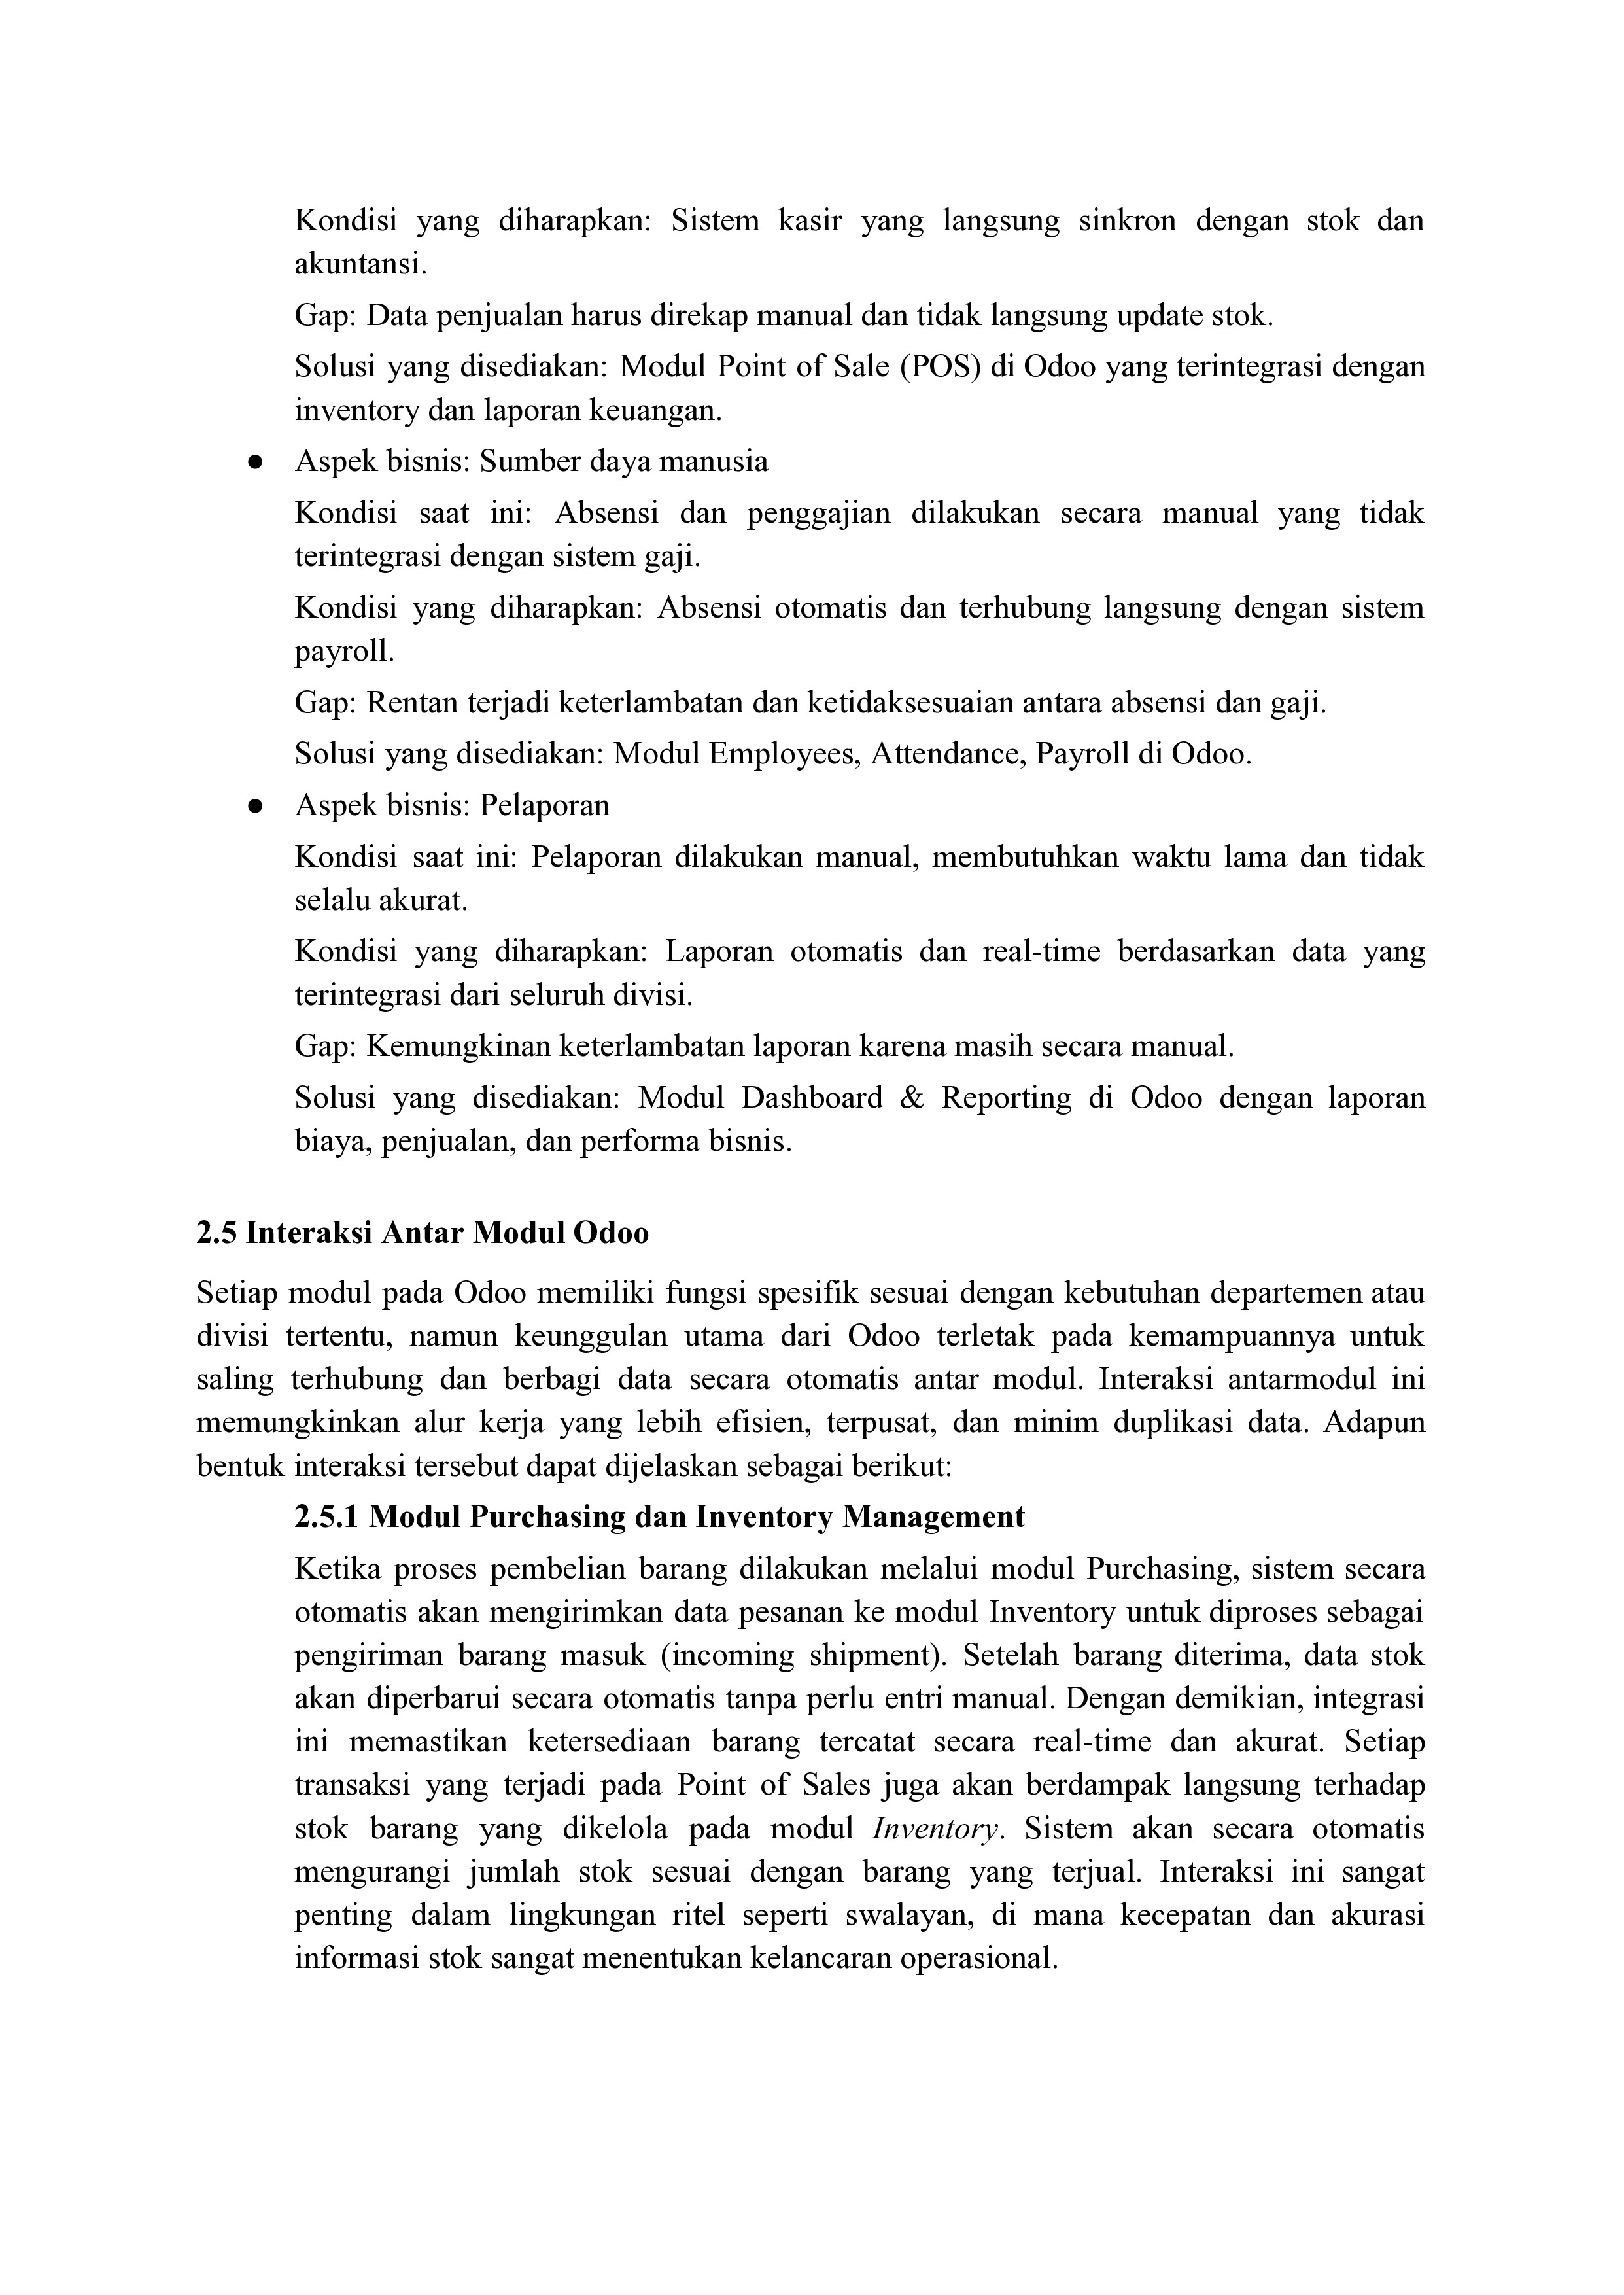 Kondisi yang diharapkan: Sistem kasir yang langsung sinkron dengan stok dan
akuntansi.
Gap: Data penjualan harus direkap manual dan tidak langsung update stok.
Solusi yang disediakan: Modul Point of Sale (POS) di Odoo yang terintegrasi dengan
inventory dan laporan keuangan.
● Aspek bisnis: Sumber daya manusia
Kondisi saat ini: Absensi dan penggajian dilakukan secara manual yang tidak
terintegrasi dengan sistem gaji.
Kondisi yang diharapkan: Absensi otomatis dan terhubung langsung dengan sistem
payroll.
Gap: Rentan terjadi keterlambatan dan ketidaksesuaian antara absensi dan gaji.
Solusi yang disediakan: Modul Employees, Attendance, Payroll di Odoo.
● Aspek bisnis: Pelaporan
Kondisi saat ini: Pelaporan dilakukan manual, membutuhkan waktu lama dan tidak
selalu akurat.
Kondisi yang diharapkan: Laporan otomatis dan real-time berdasarkan data yang
terintegrasi dari seluruh divisi.
Gap: Kemungkinan keterlambatan laporan karena masih secara manual.
Solusi yang disediakan: Modul Dashboard & Reporting di Odoo dengan laporan
biaya, penjualan, dan performa bisnis.
2.5 Interaksi Antar Modul Odoo
Setiap modul pada Odoo memiliki fungsi spesifik sesuai dengan kebutuhan departemen atau
divisi tertentu, namun keunggulan utama dari Odoo terletak pada kemampuannya untuk
saling terhubung dan berbagi data secara otomatis antar modul. Interaksi antarmodul ini
memungkinkan alur kerja yang lebih efisien, terpusat, dan minim duplikasi data. Adapun
bentuk interaksi tersebut dapat dijelaskan sebagai berikut:
2.5.1 Modul Purchasing dan Inventory Management
Ketika proses pembelian barang dilakukan melalui modul Purchasing, sistem secara
otomatis akan mengirimkan data pesanan ke modul Inventory untuk diproses sebagai
pengiriman barang masuk (incoming shipment). Setelah barang diterima, data stok
akan diperbarui secara otomatis tanpa perlu entri manual. Dengan demikian, integrasi
ini memastikan ketersediaan barang tercatat secara real-time dan akurat. Setiap
transaksi yang terjadi pada Point of Sales juga akan berdampak langsung terhadap
stok barang yang dikelola pada modul Inventory. Sistem akan secara otomatis
mengurangi jumlah stok sesuai dengan barang yang terjual. Interaksi ini sangat
penting dalam lingkungan ritel seperti swalayan, di mana kecepatan dan akurasi
informasi stok sangat menentukan kelancaran operasional.